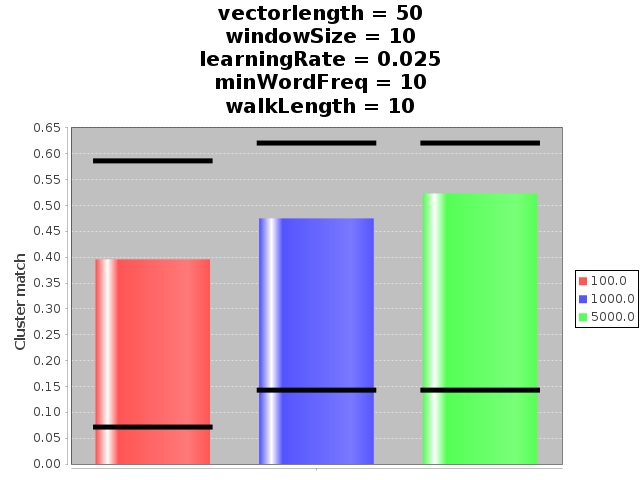 vectorlength = 50
windowSize = 10
learningRate = 0.025
minWordFreq = 10
walkLength = 10
0.65
0.60
0.55
0.50
0.45
0.40
0.35
0.30
0.25
0.20
0.15
0.10
0.05
0.00
Cluster match
100.0
1000.0
5000.0